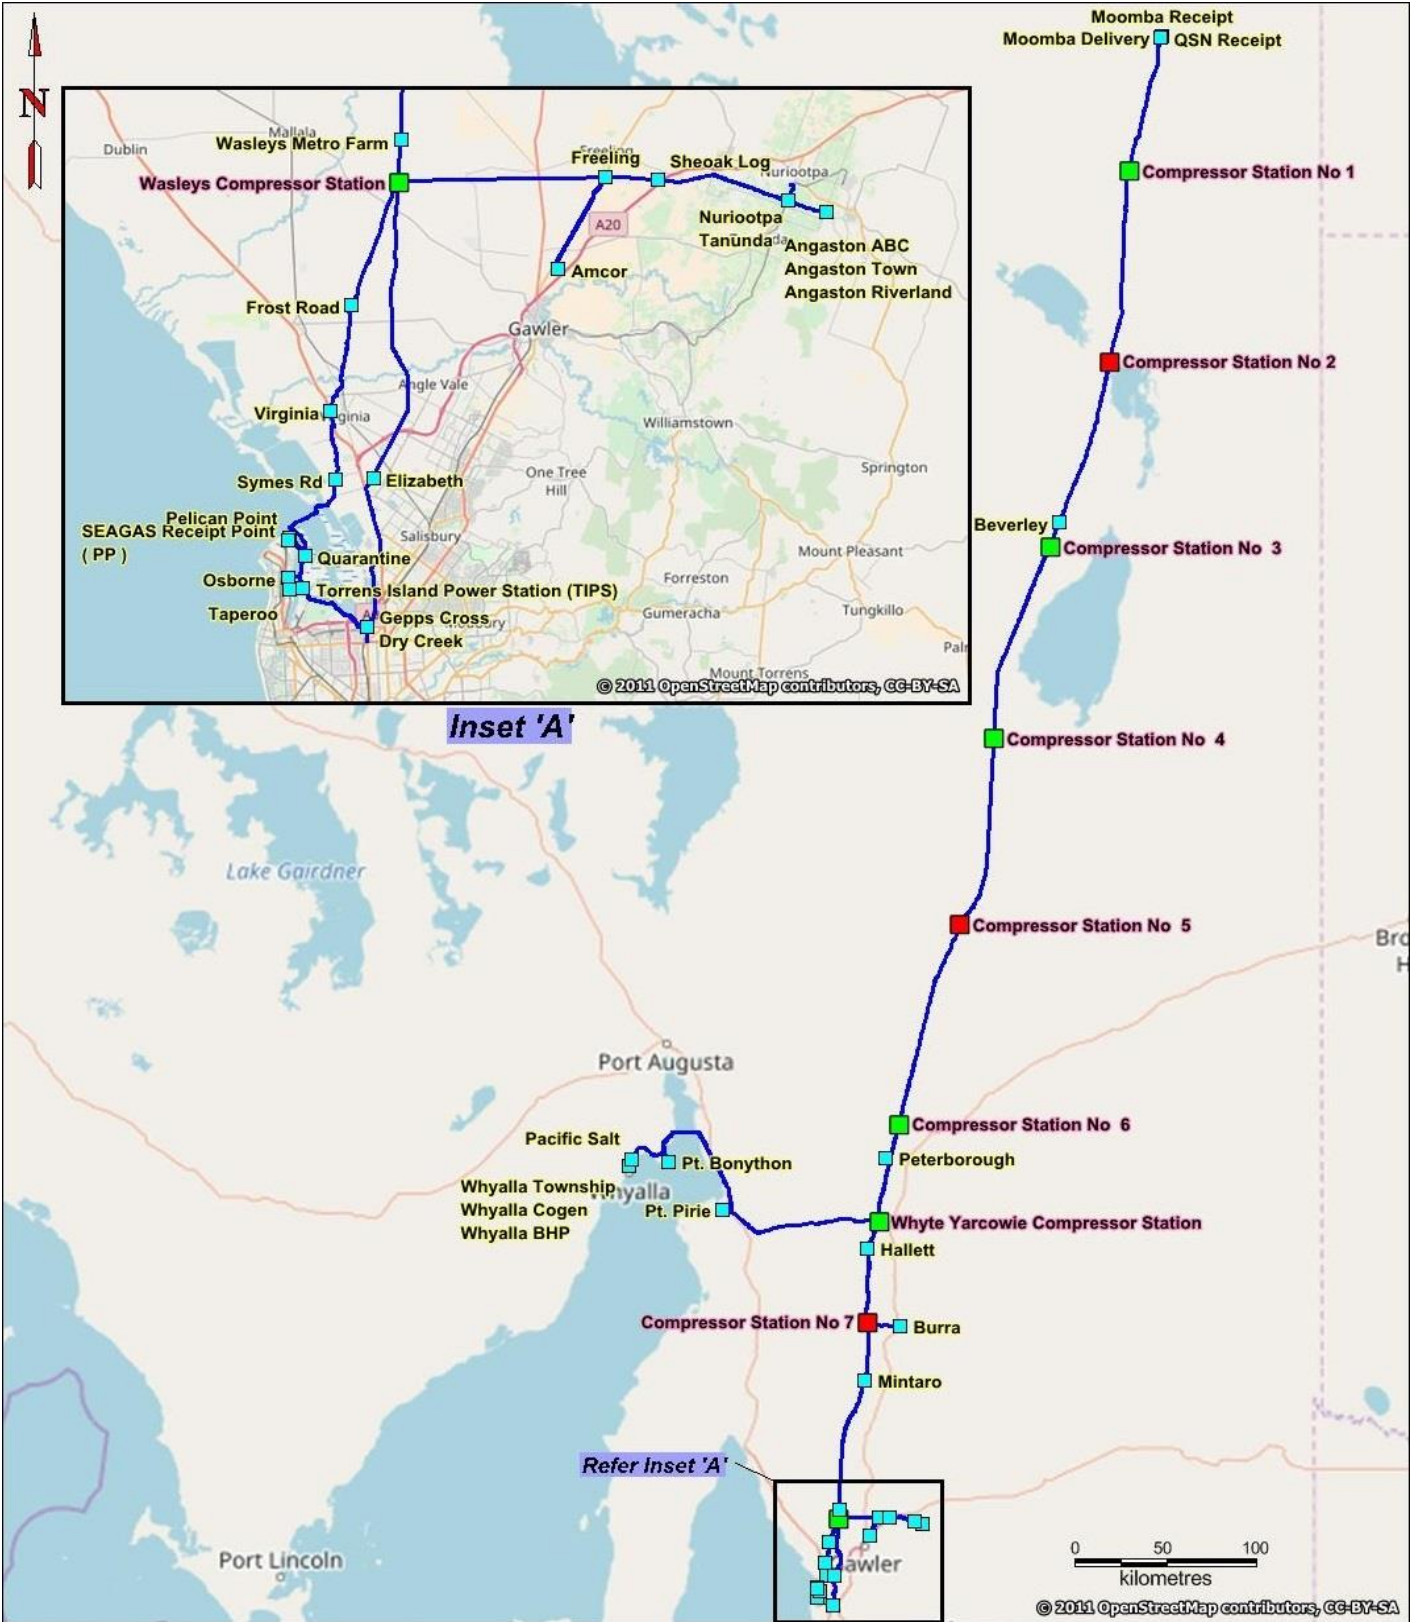 Moomba Receipt
Moomba Delivery
QSN Receipt
N
Compressor Station No 1
Compressor Station No 2
Beverley
Compressor Station No 3
Compressor Station No 4
Compressor Station No 5
Compressor Station No 6
Peterborough
Whyte Yarcowie Compressor Station
Hallett
Compressor Station No 7
Burra
Mintaro
Mallala
Dublin
Wasleys Metro Farm
Wasleys Compressor Station
Freeling
Freeling
Sheoak Log
Nuriootpa
A20
Nuriootpa
Tanunda
Angaston ABC
Angaston Town
Angaston Riverland
Amcor
Frost Road
Gawler
Angle Vale
Virginia
Williamstown
Springton
One Tree
Hill
Symes Rd
Elizabeth
Pelican Point
SEAGAS Receipt Point
( PP )
Salisbury
Quarantine
Mount Pleasant
Osborne
Torrens Island Power Station (TIPS)
Forreston
Taperoo
Gepps Cross
Gumeracha
Tungkillo
Dry Creek
Mount Torrens
© 2011 OpenStreetMap contributors, CC-BY-SA
Inset 'A'
Lake Gairdner
Port Augusta
Pacific Salt
Pt. Bonython
Whyalla Township
Whyalla
Whyalla Cogen
Pt. Pirie
Whyalla BHP
Refer Inset 'A'
Port Lincoln
Gawler
0 50 100
kilometres
© 2011 OpenStreetMap contributors, CC-BY-SA